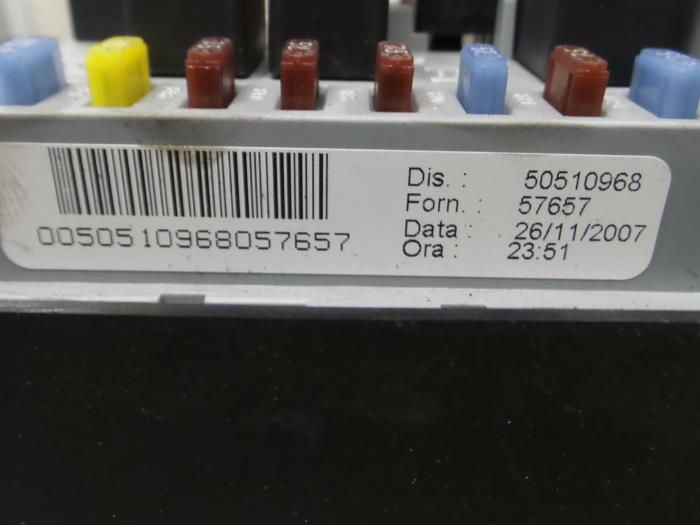 Dis. : 50510968
Forn. : 57657
Data : 26/11/2007
Ora : 23:51
0050510968057657